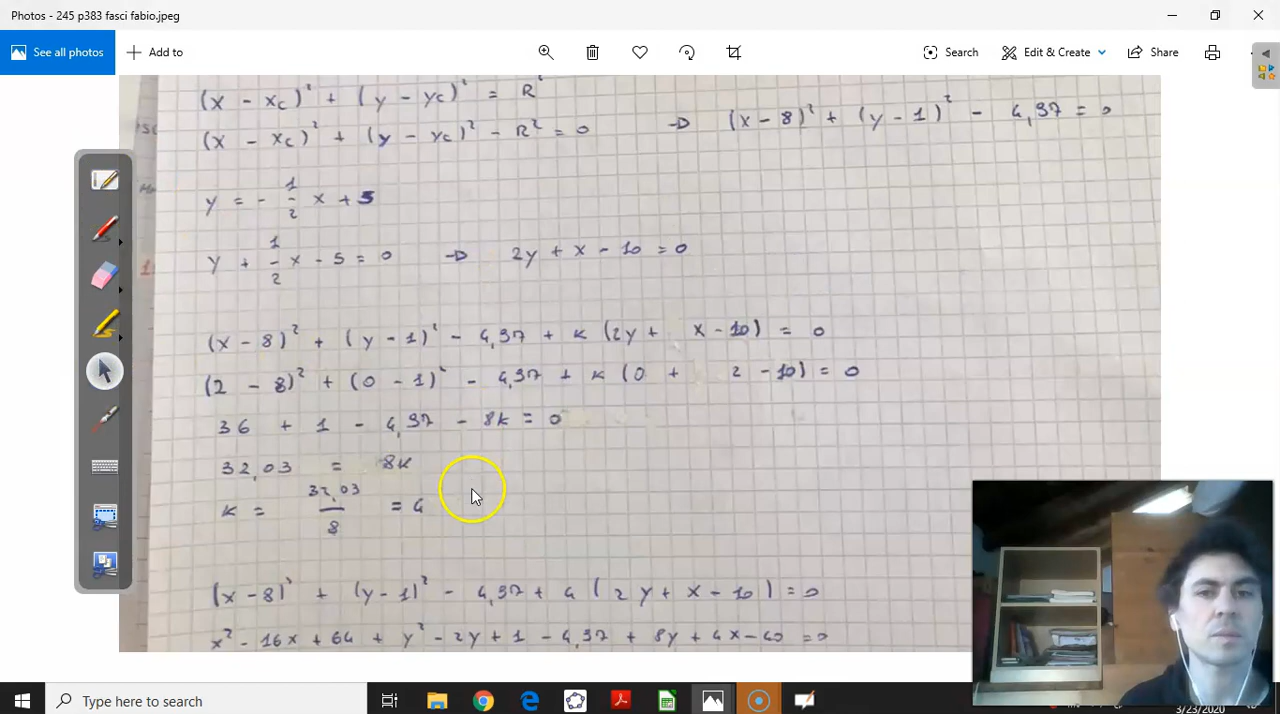 Photos - 245 p383 fasci fabio.jpeg
See all photos
Add to
Search
Edit & Create
Share
(x - xc)² + (y - yc)² = R²
(x - xc)² + (y - yc)² - R² = 0 → (x - 8)² + (y - 1)² - 4,37 = 0
y = - 1/2 x + 5
y + 1/2 x - 5 = 0 → 2y + x - 10 = 0
(x - 8)² + (y - 1)² - 4,37 + k (2y + x - 10) = 0
(2 - 8)² + (0 - 1)² - 4,37 + k (0 + 2 - 10) = 0
36 + 1 - 4,37 - 8k = 0
32,03 = 8k
k = 32,03/8 = 4
(x - 8)² + (y - 1)² - 4,37 + 4 (2y + x - 10) = 0
x² - 16x + 64 + y² - 2y + 1 - 4,37 + 8y + 4x - 40 = 0
Type here to search
3/23/2020